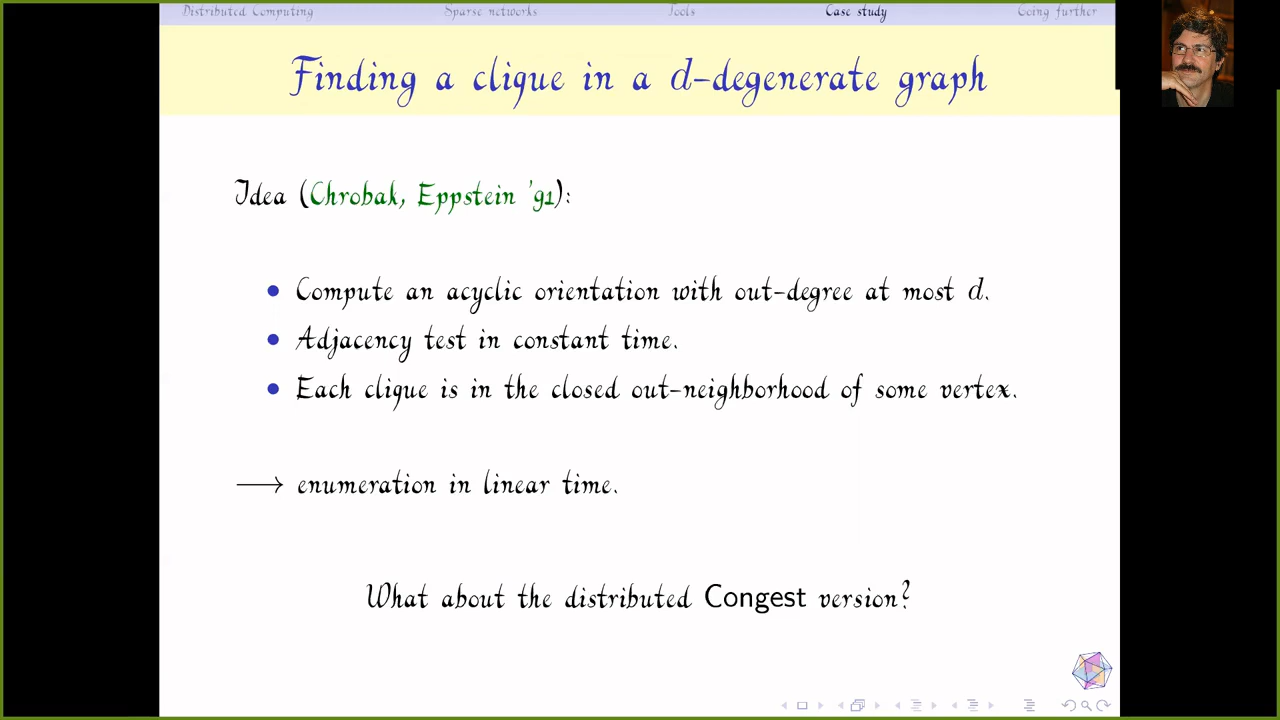 Distributed Computing Sparse networks Tools Case study Going further
Finding a clique in a d-degenerate graph
Idea (Chrobak, Eppstein '91):
• Compute an acyclic orientation with out-degree at most d.
• Adjacency test in constant time.
• Each clique is in the closed out-neighborhood of some vertex.
⟶ enumeration in linear time.
What about the distributed Congest version?